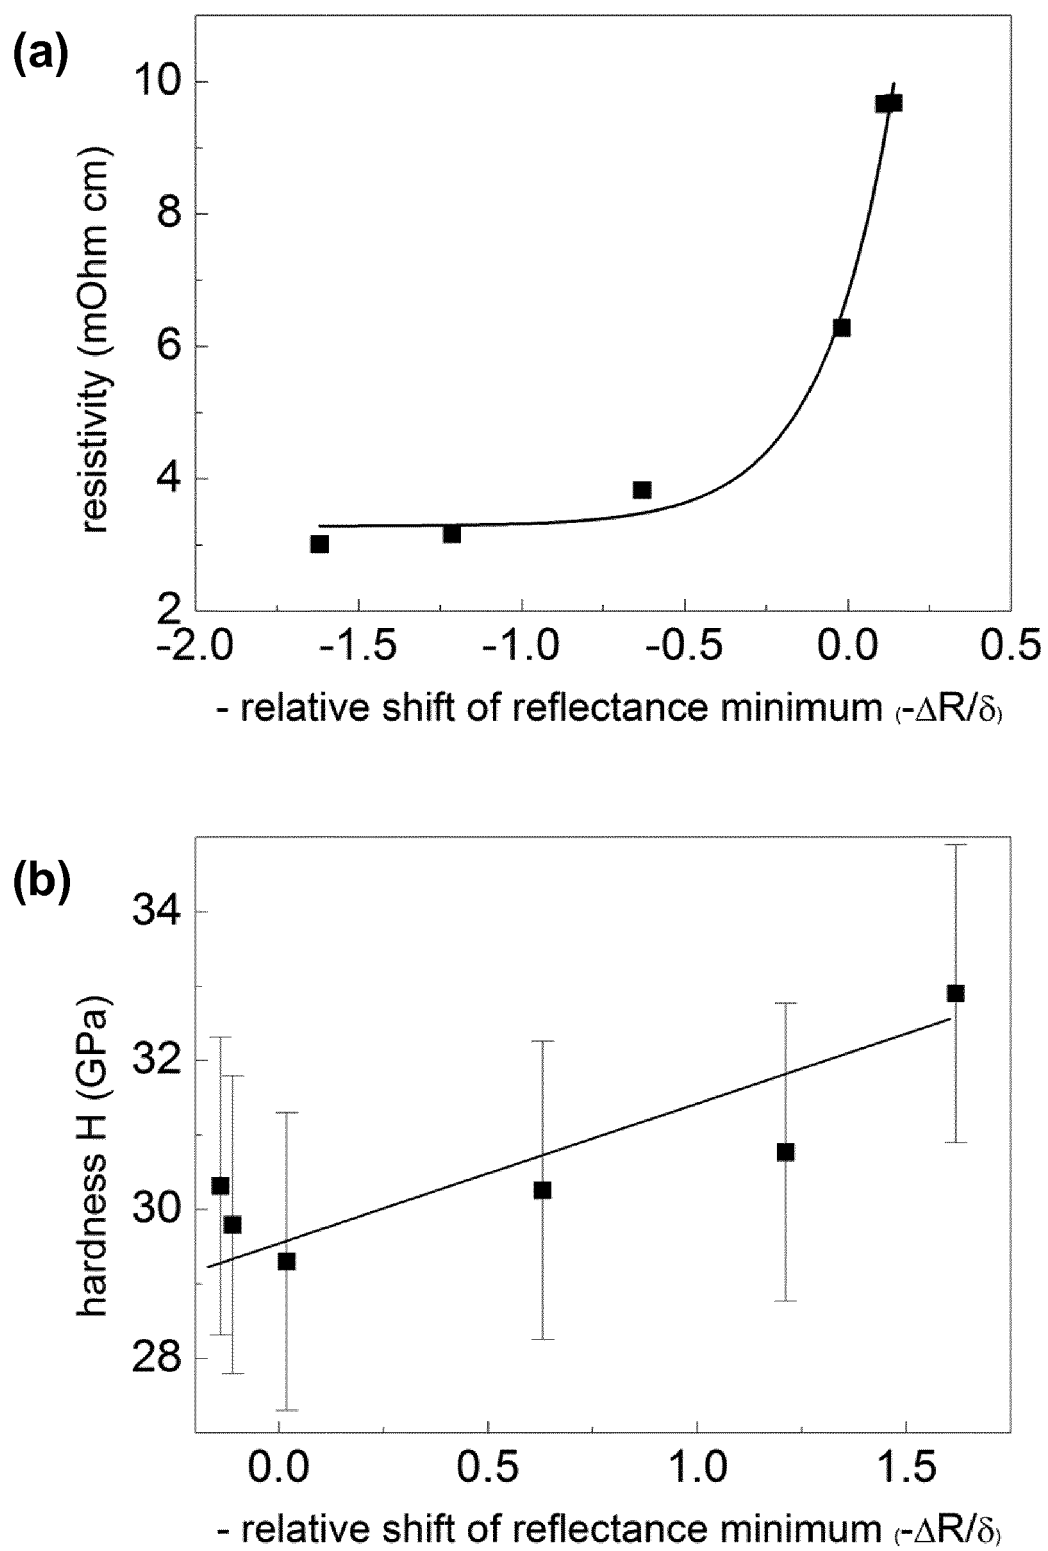 (a)
10
8
6
4
2
resistivity (mOhm cm)
-2.0 -1.5 -1.0 -0.5 0.0 0.5
- relative shift of reflectance minimum (-ΔR/δ)
(b)
34
32
30
28
hardness H (GPa)
0.0 0.5 1.0 1.5
- relative shift of reflectance minimum (-ΔR/δ)